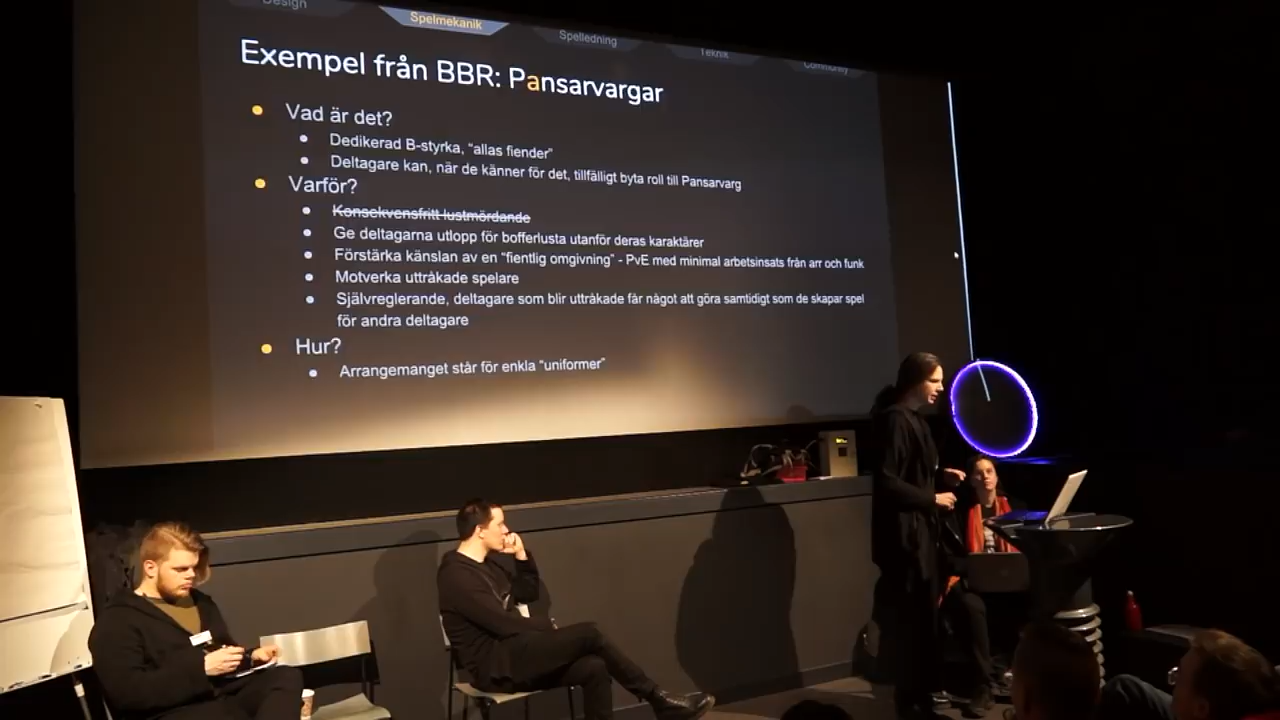 Design
Spelmekanik
Spelledning
Teknik
Community
Exempel från BBR: Pansarvargar
Vad är det?
Dedikerad B-styrka, "allas fiender"
Deltagare kan, när de känner för det, tillfälligt byta roll till Pansarvarg
Varför?
Konsekvensfritt lustmördande
Ge deltagarna utlopp för bofferlusta utanför deras karaktärer
Förstärka känslan av en "fientlig omgivning" - PvE med minimal arbetsinsats från arr och funk
Motverka uttråkade spelare
Självreglerande, deltagare som blir uttråkade får något att göra samtidigt som de skapar spel
för andra deltagare
Hur?
Arrangemanget står för enkla "uniformer"